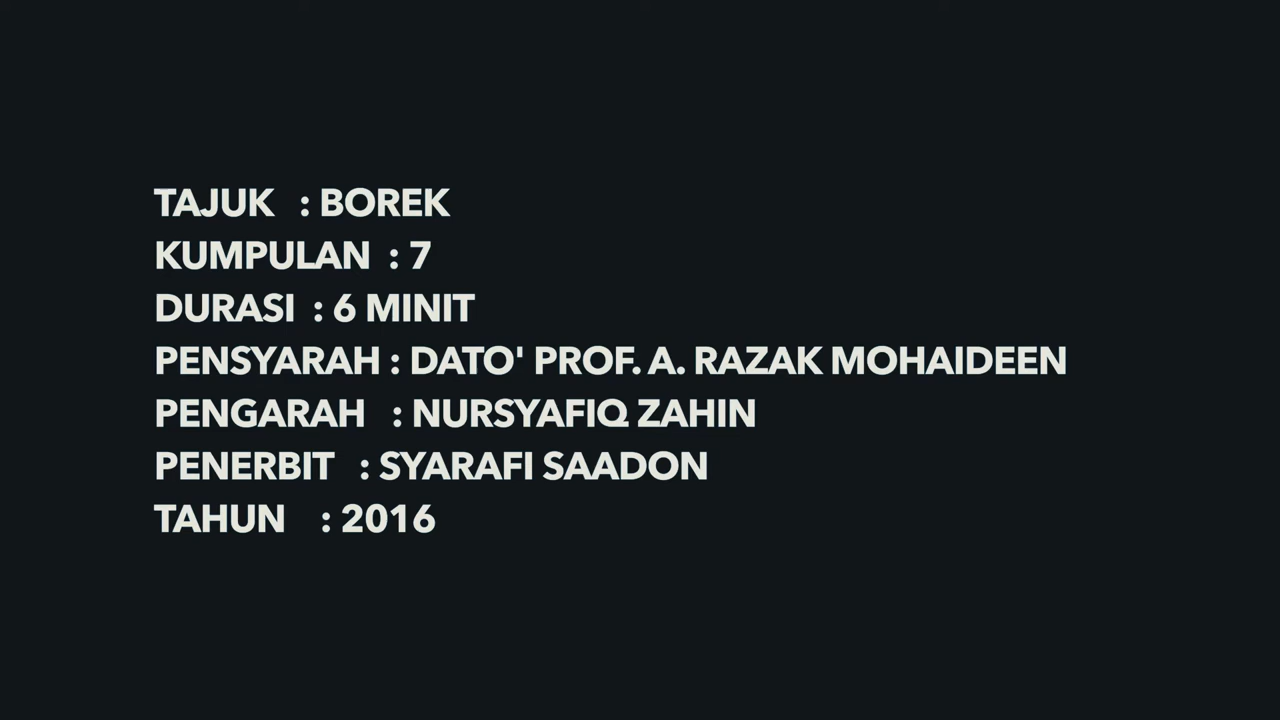 TAJUK : BOREK
KUMPULAN : 7
DURASI : 6 MINIT
PENSYARAH : DATO' PROF. A. RAZAK MOHAIDEEN
PENGARAH : NURSYAFIQ ZAHIN
PENERBIT : SYARAFI SAADON
TAHUN : 2016